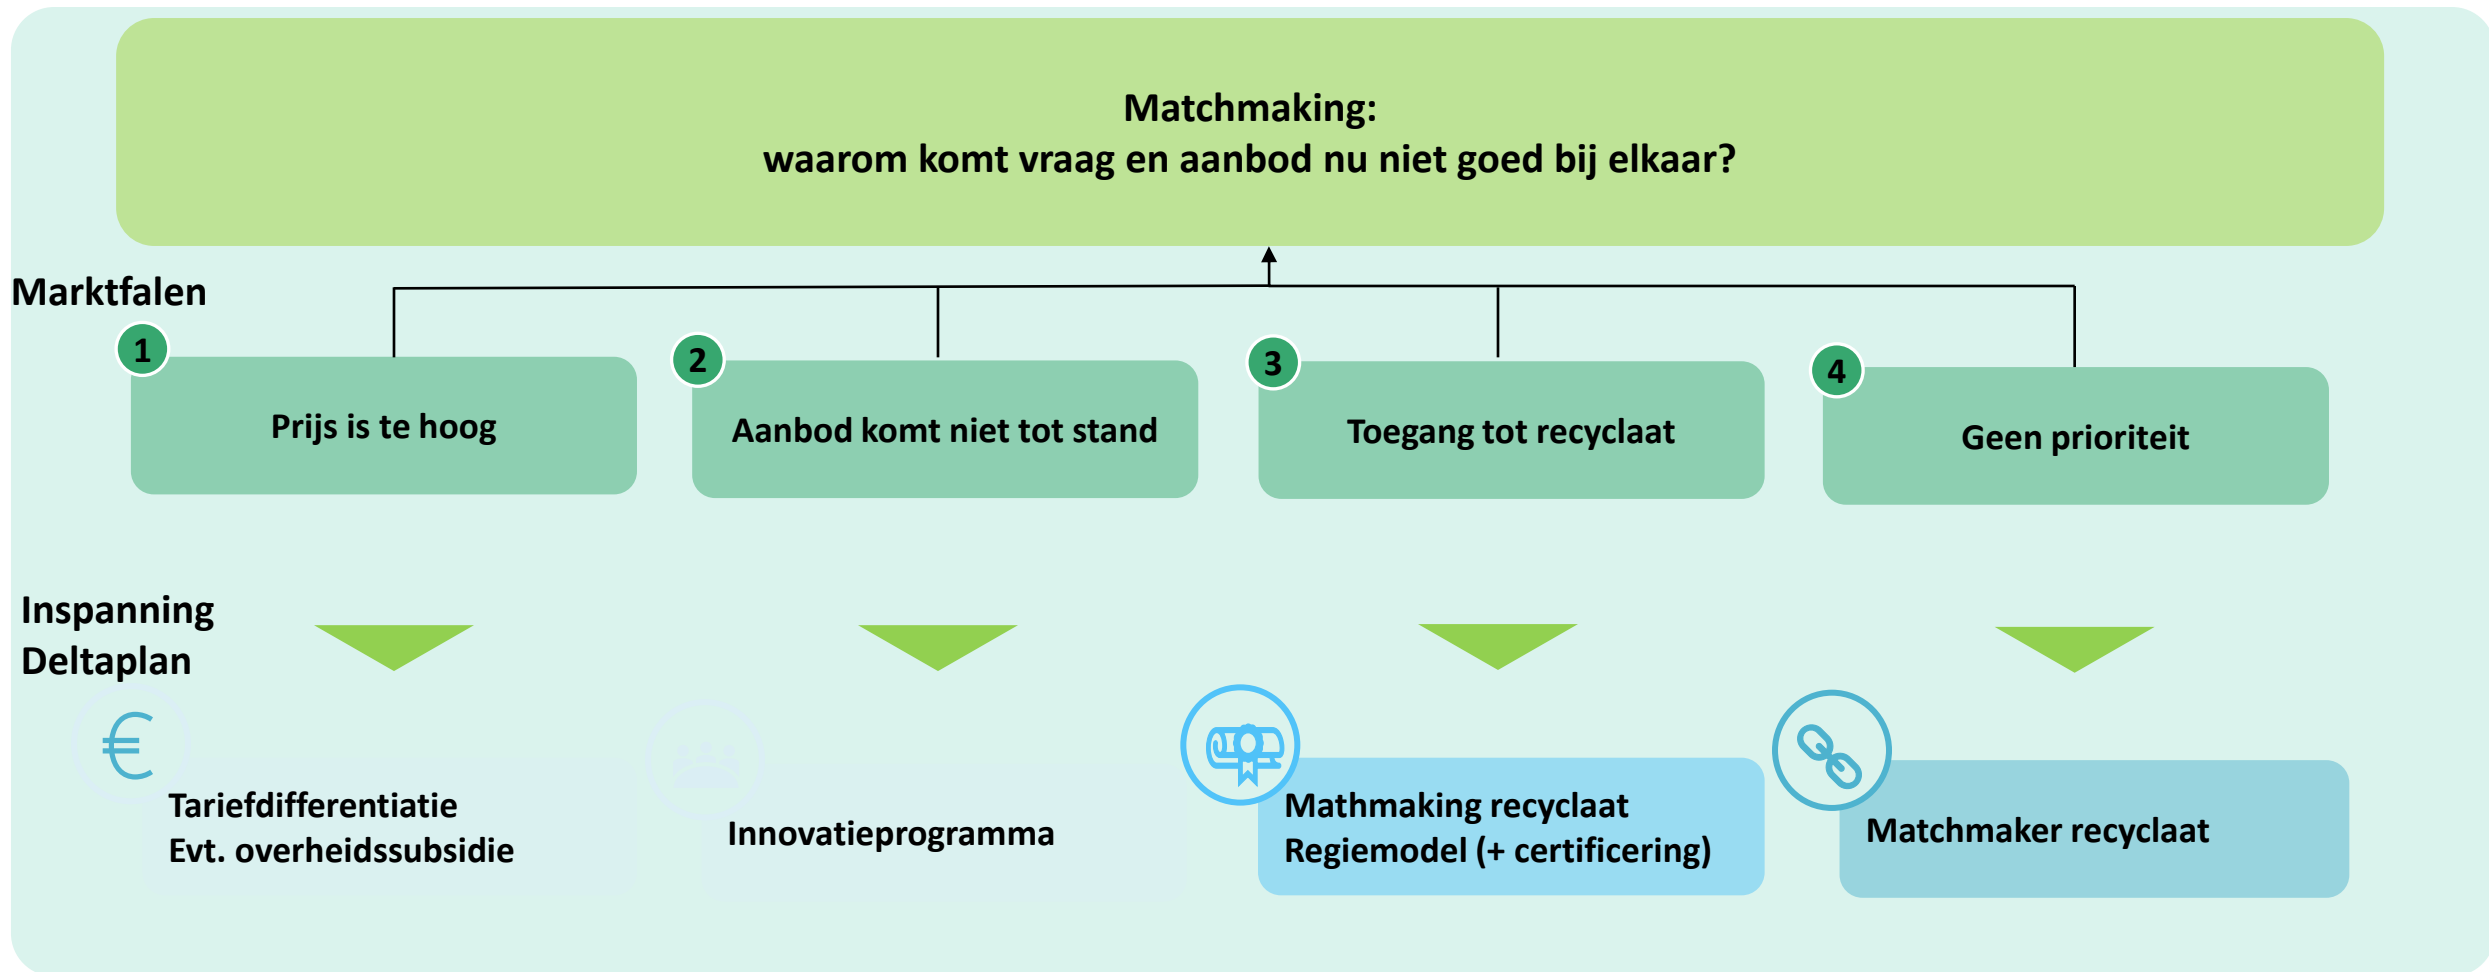 Matchmaking:
waarom komt vraag en aanbod nu niet goed bij elkaar?
Marktfalen
1
Prijs is te hoog
2
Aanbod komt niet tot stand
3
Toegang tot recyclaat
4
Geen prioriteit
Inspanning
Deltaplan
€
Tariefdifferentiatie
Evt. overheidssubsidie
Innovatieprogramma
Mathmaking recyclaat
Regiemodel (+ certificering)
Matchmaker recyclaat